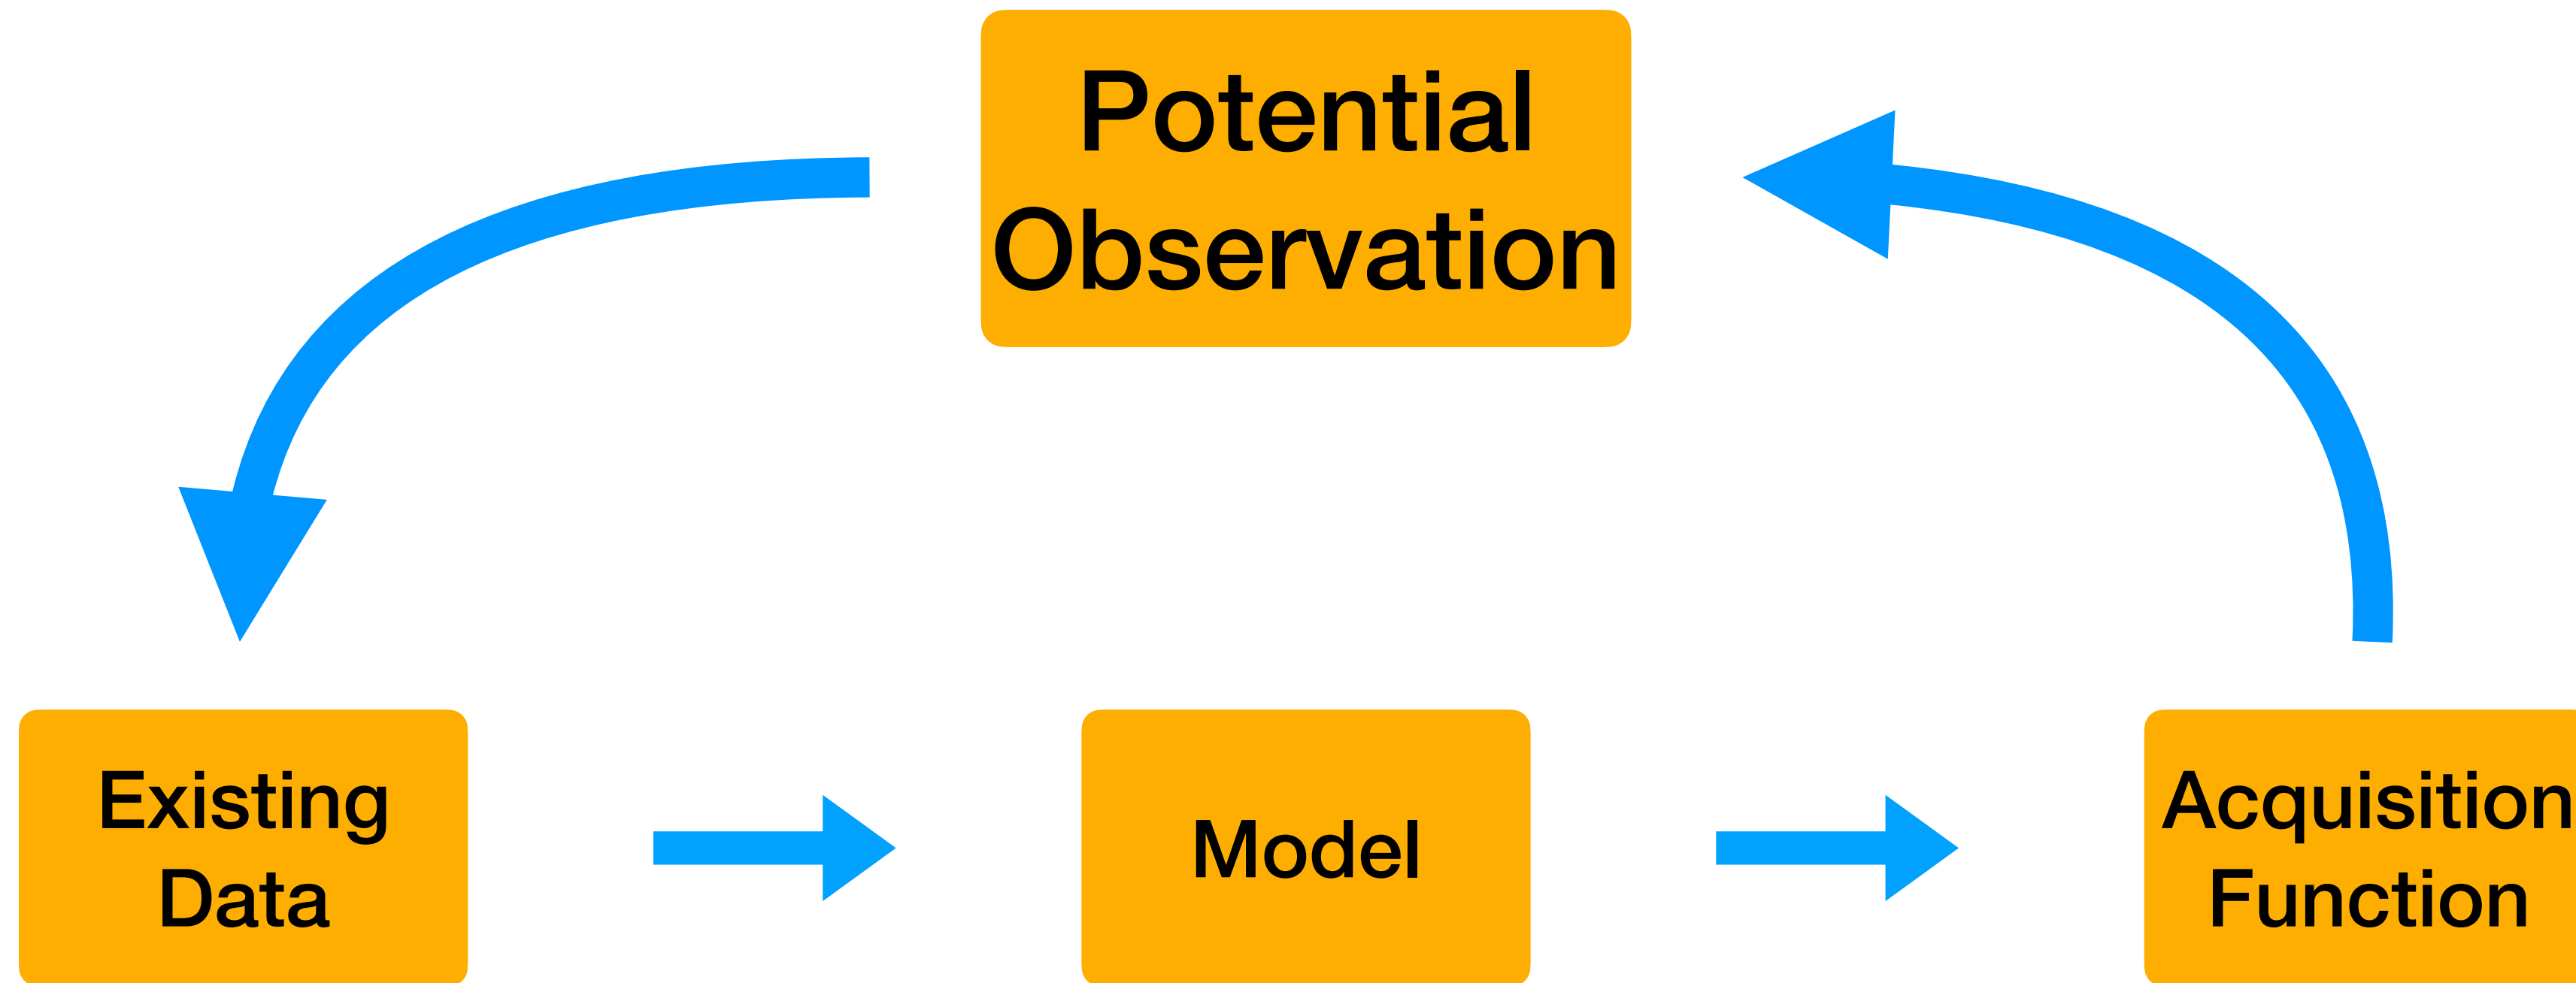 Potential
Observation
Existing
Data
Model
Acquisition
Function